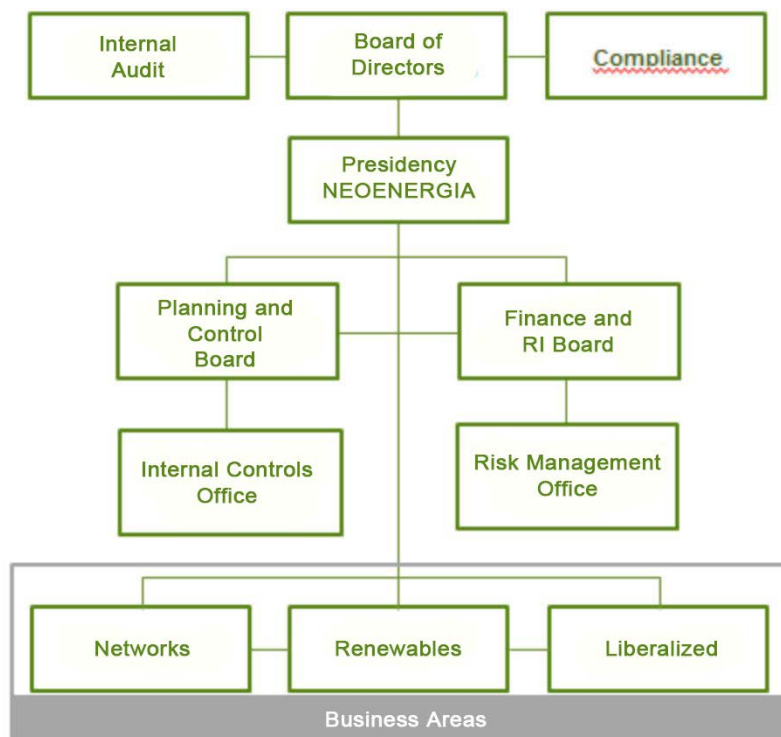 Internal
Audit
Board of
Directors
Compliance
Presidency
NEOENERGIA
Planning and
Control
Board
Finance and
RI Board
Internal Controls
Office
Risk Management
Office
Networks
Renewables
Liberalized
Business Areas